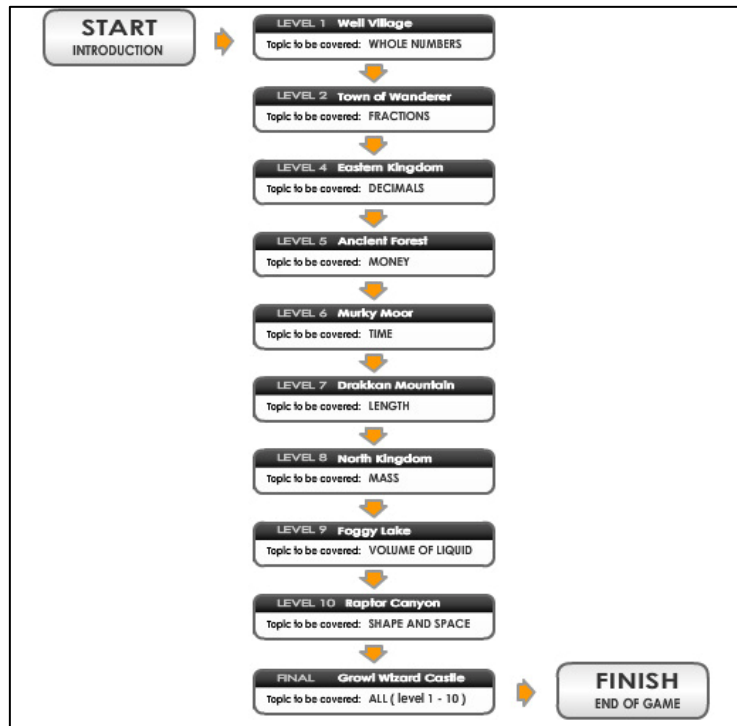 START
INTRODUCTION
LEVEL 1 Well Village
Topic to be covered: WHOLE NUMBERS
LEVEL 2 Town of Wanderer
Topic to be covered: FRACTIONS
LEVEL 4 Eastern Kingdom
Topic to be covered: DECIMALS
LEVEL 5 Ancient Forest
Topic to be covered: MONEY
LEVEL 6 Murky Moor
Topic to be covered: TIME
LEVEL 7 Drakkan Mountain
Topic to be covered: LENGTH
LEVEL 8 North Kingdom
Topic to be covered: MASS
LEVEL 9 Foggy Lake
Topic to be covered: VOLUME OF LIQUID
LEVEL 10 Raptor Canyon
Topic to be covered: SHAPE AND SPACE
FINAL Growl Wizard Castle
Topic to be covered: ALL ( level 1 - 10 )
FINISH
END OF GAME